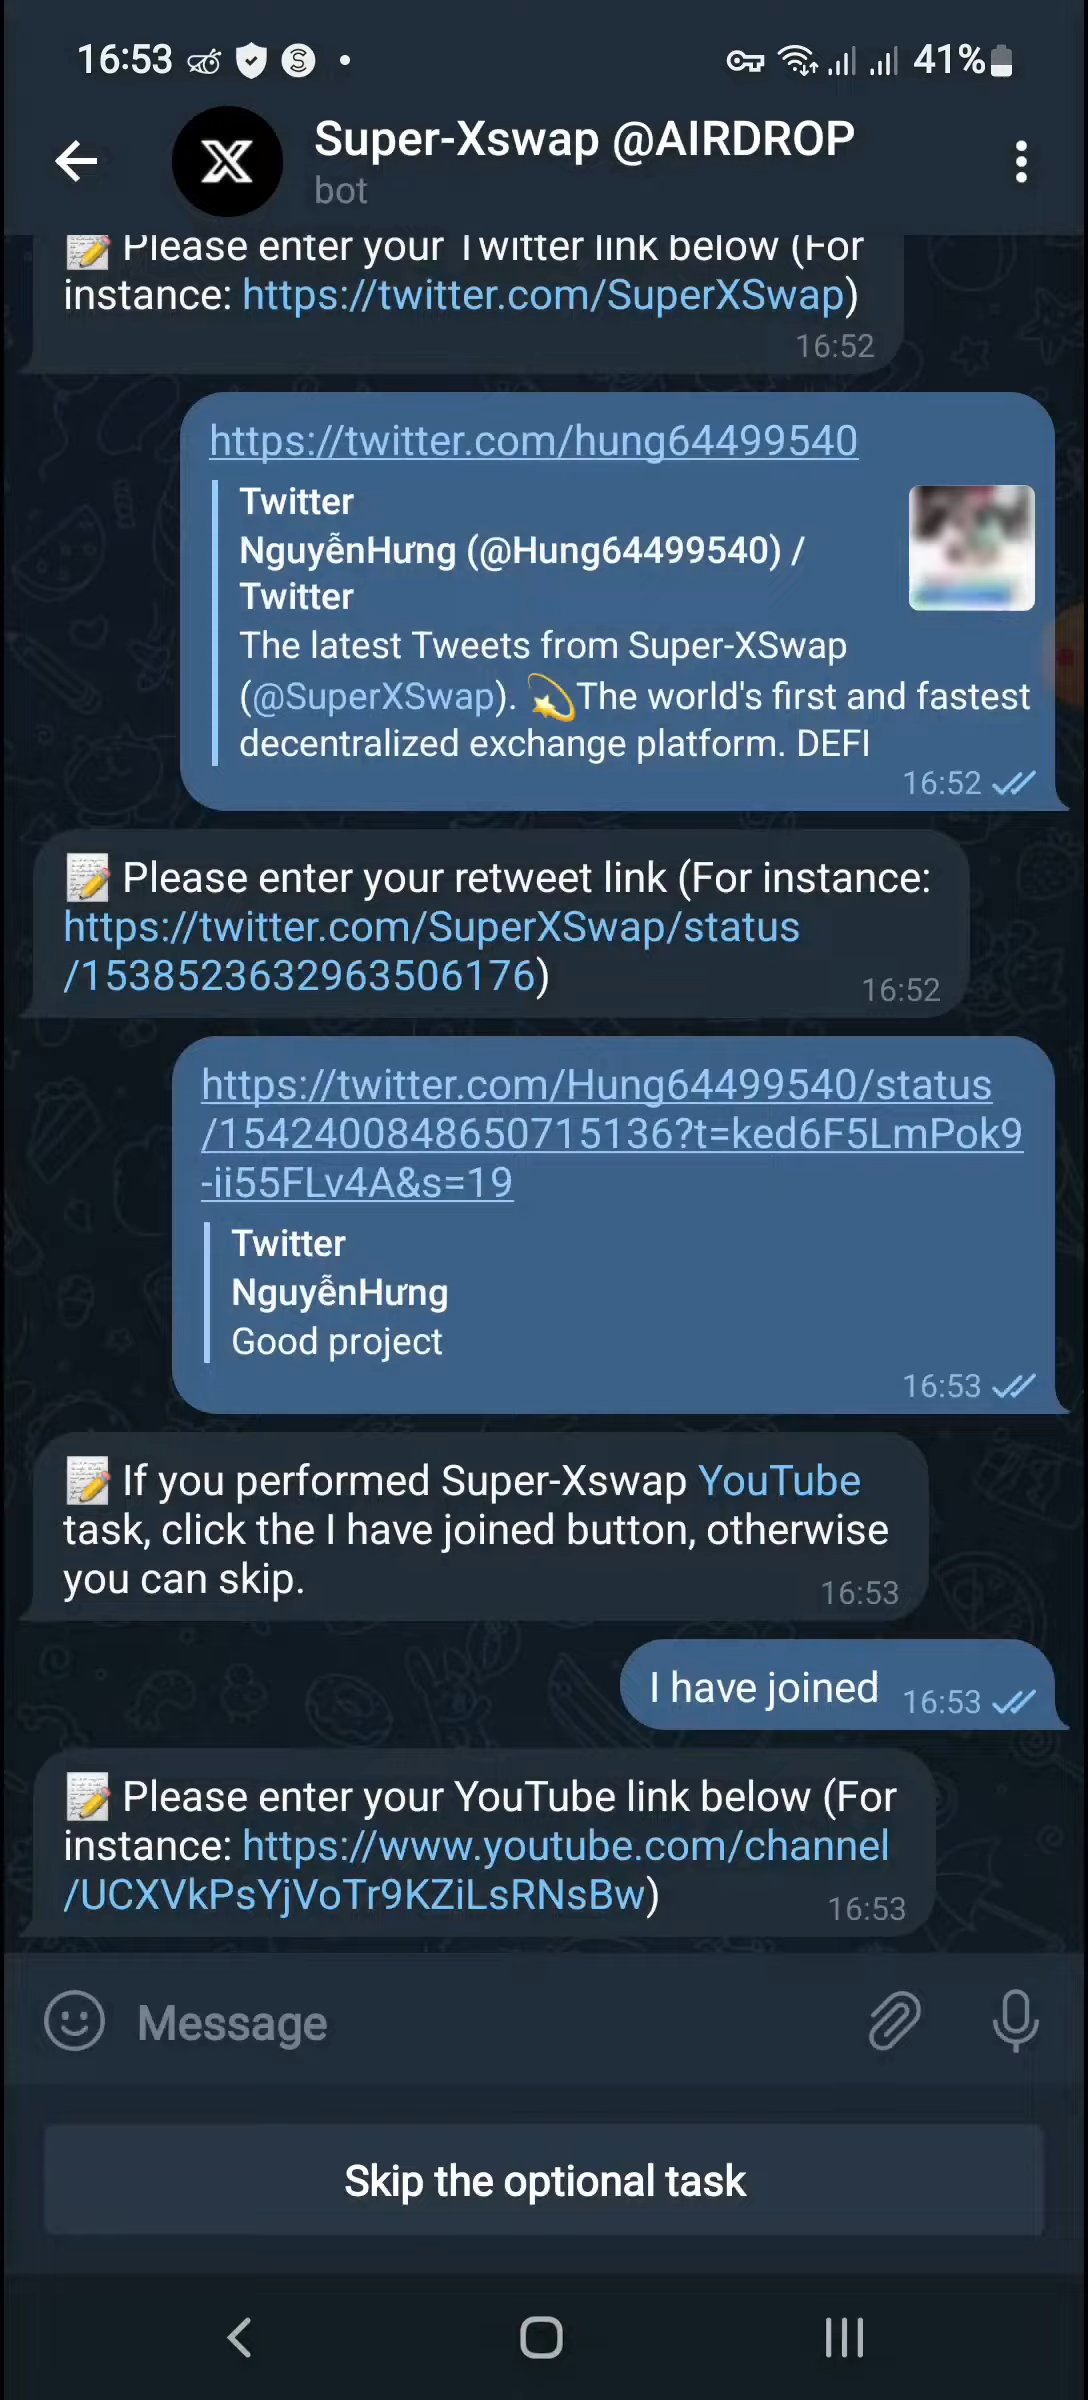 16:53
41%
Super-Xswap @AIRDROP
bot
Please enter your Twitter link below (For
instance: https://twitter.com/SuperXSwap)
16:52
https://twitter.com/hung64499540
Twitter
NguyễnHưng (@Hung64499540) /
Twitter
The latest Tweets from Super-XSwap
(@SuperXSwap). 💫The world's first and fastest
decentralized exchange platform. DEFI
16:52
Please enter your retweet link (For instance:
https://twitter.com/SuperXSwap/status
/1538523632963506176)
16:52
https://twitter.com/Hung64499540/status
/1542400848650715136?t=ked6F5LmPok9
-ii55FLv4A&s=19
Twitter
NguyễnHưng
Good project
16:53
If you performed Super-Xswap YouTube
task, click the I have joined button, otherwise
you can skip.
16:53
I have joined
16:53
Please enter your YouTube link below (For
instance: https://www.youtube.com/channel
/UCXVkPsYjVoTr9KZiLsRNsBw)
16:53
Message
Skip the optional task